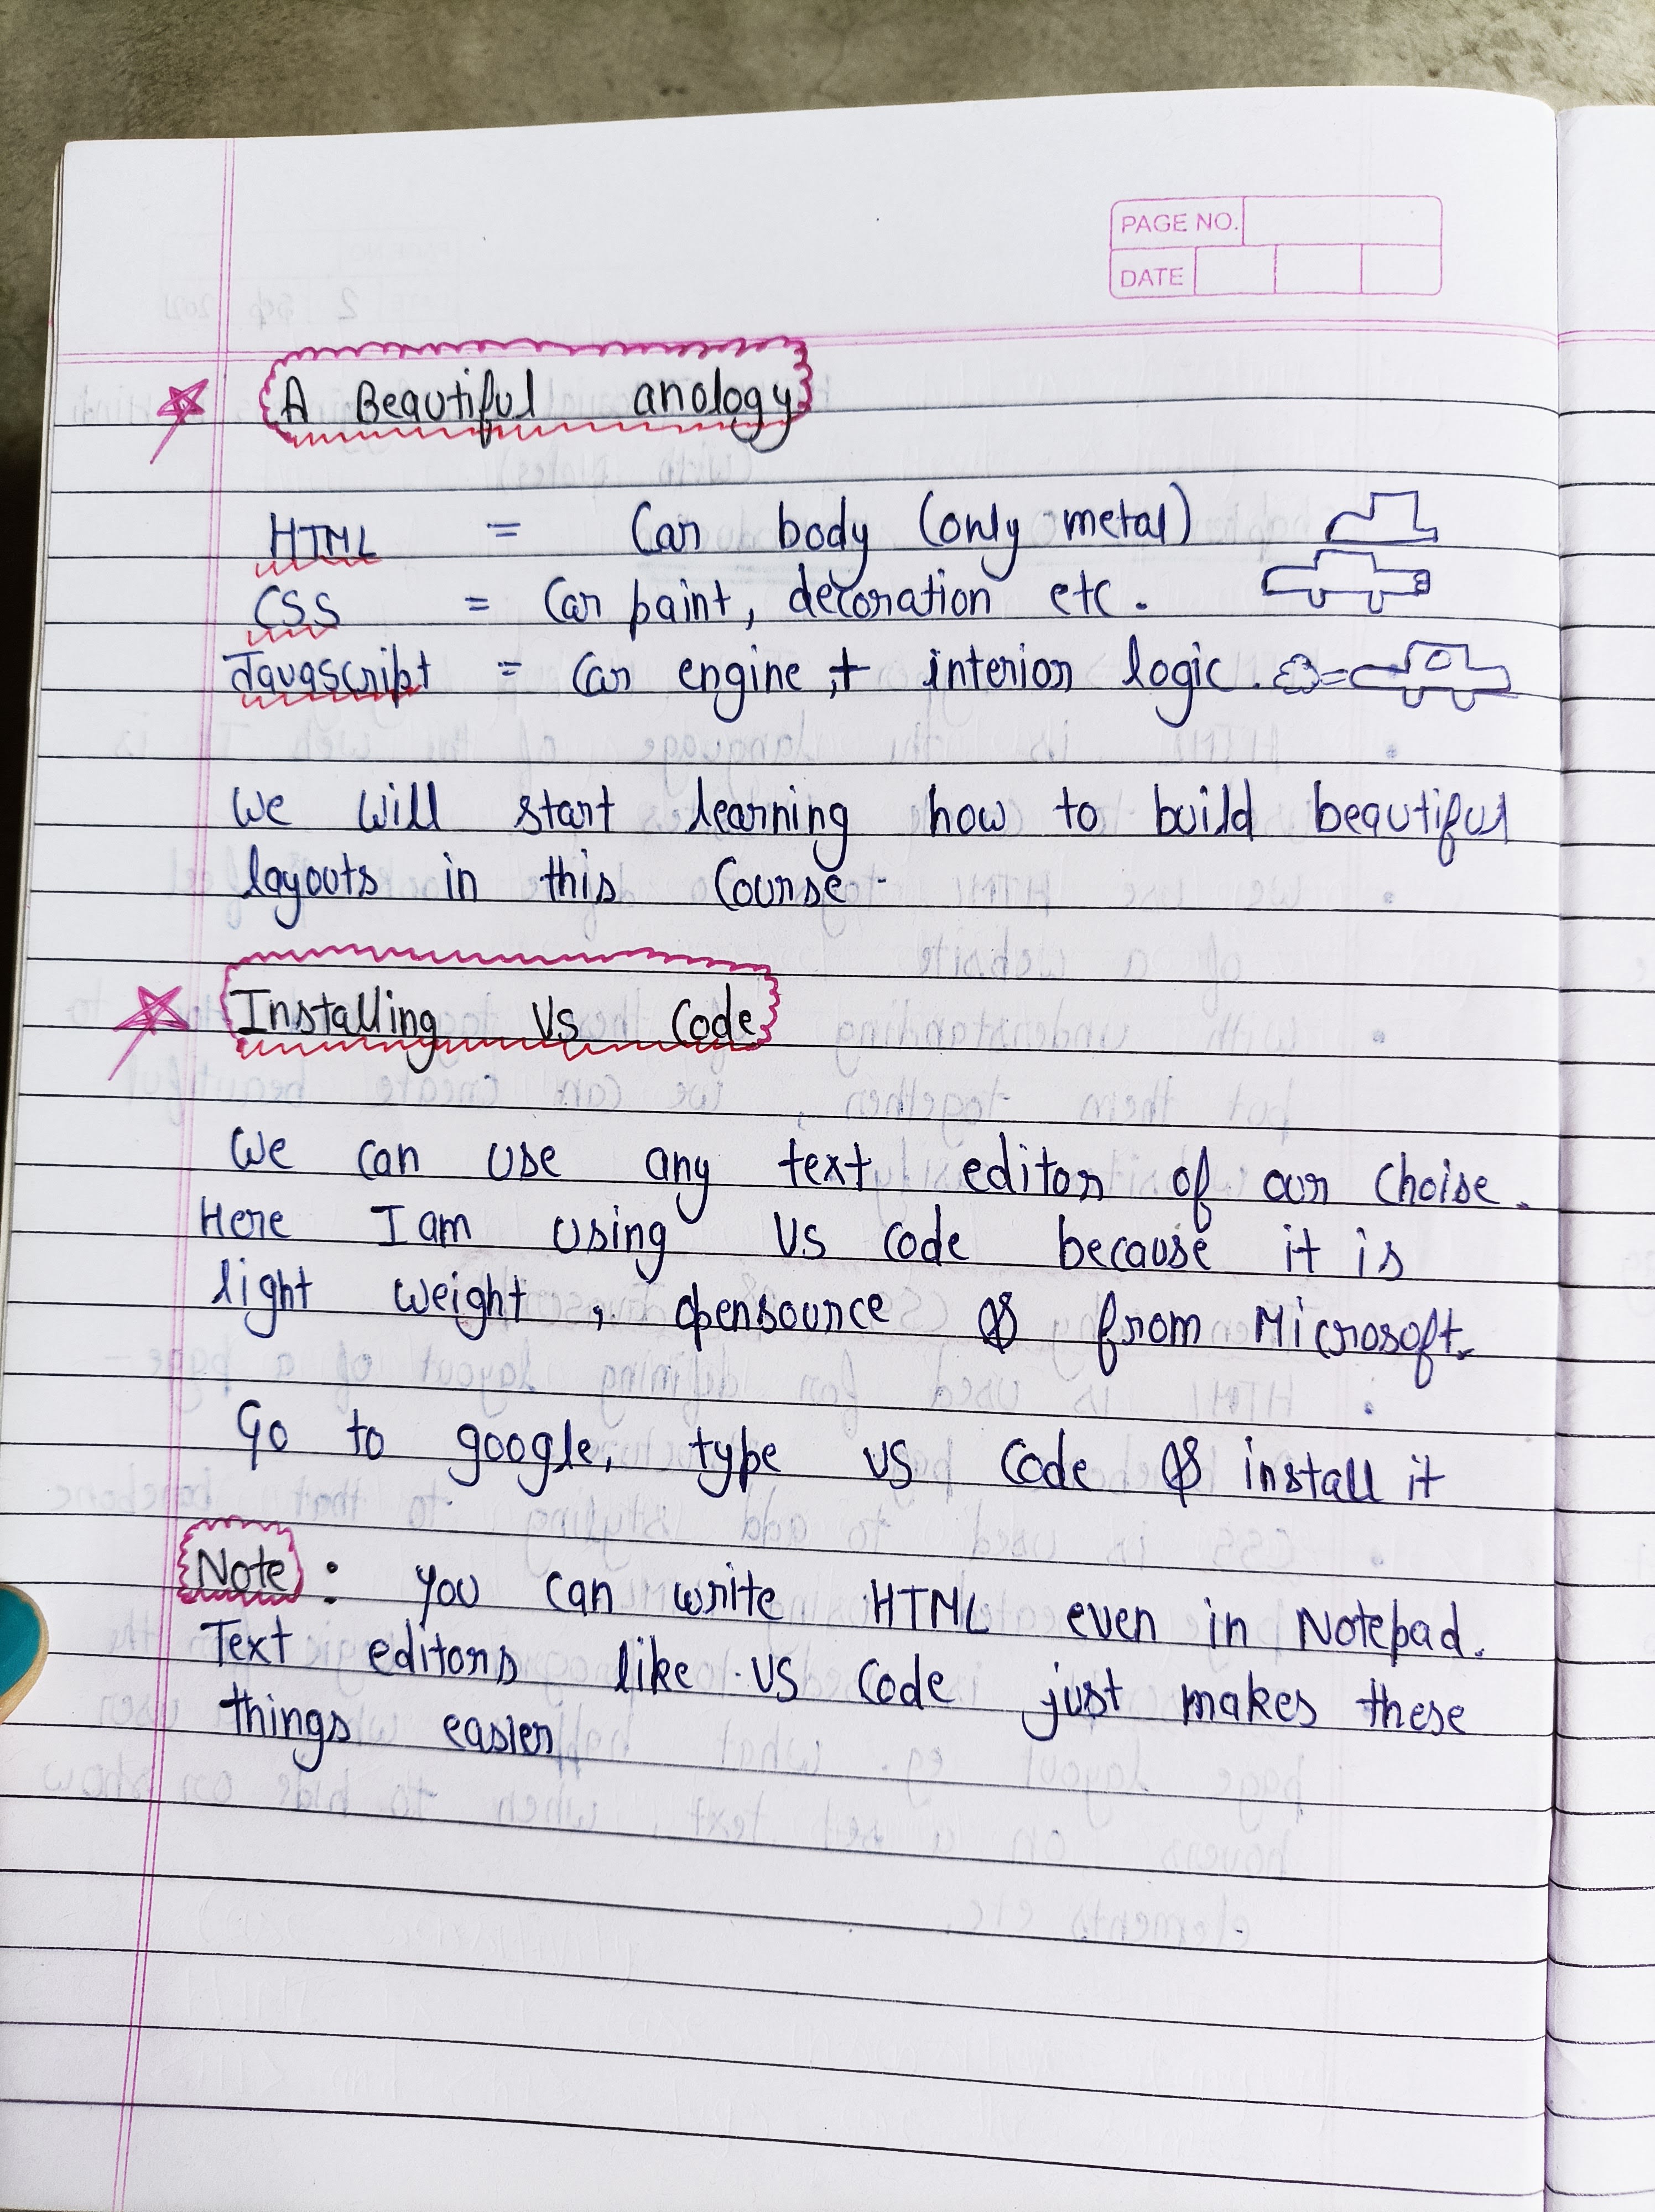 PAGE NO.
DATE
A Beautiful anology
HTML = Car body (only metal)
CSS = Car paint, decoration etc.
Javascript = Car engine, + interior logic.
We will start learning how to build beautiful
layouts in this Course.
Installing VS Code
We can use any text editor of our Choise.
Here I am using VS Code because it is
light weight, opensource & from Microsoft.
Go to google, type VS Code & install it
Note: You can write HTML even in Notepad.
Text editors like VS Code just makes these
things easier